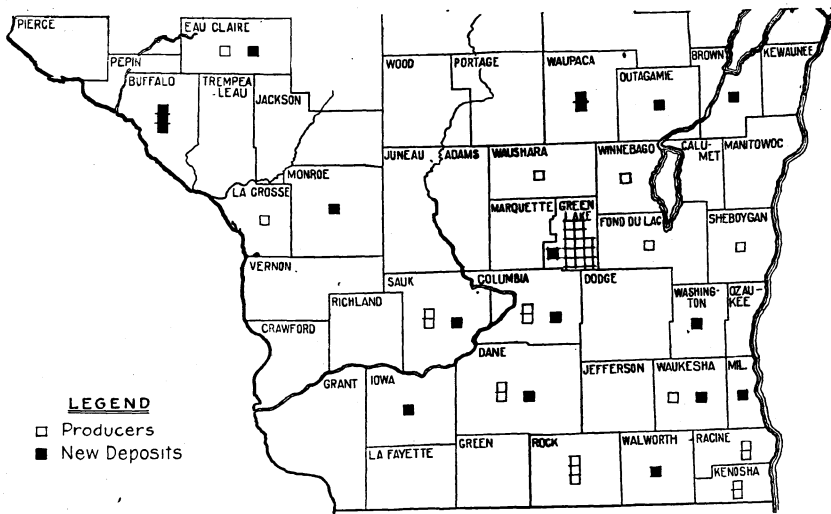 PIERCE
EAU CLAIRE
PEPIN
BUFFALO
TREMPEA
LEAU
JACKSON
WOOD
PORTAGE
WAUPACA
OUTAGAMIE
BROWN
KEWAUNEE
JUNEAU
ADAMS
WAUSHARA
WINNEBAGO
CALU-
MET
MANITOWOC
MONROE
LA CROSSE
MARQUETTE
GREEN
LAKE
FOND DU LAC
SHEBOYGAN
VERNON
SAUK
COLUMBIA
DODGE
WASHING-
TON
OZAU-
KEE
RICHLAND
CRAWFORD
DANE
GRANT
IOWA
JEFFERSON
WAUKESHA
MIL.
LA FAYETTE
GREEN
ROCK
WALWORTH
RACINE
KENOSHA
LEGEND
Producers
New Deposits